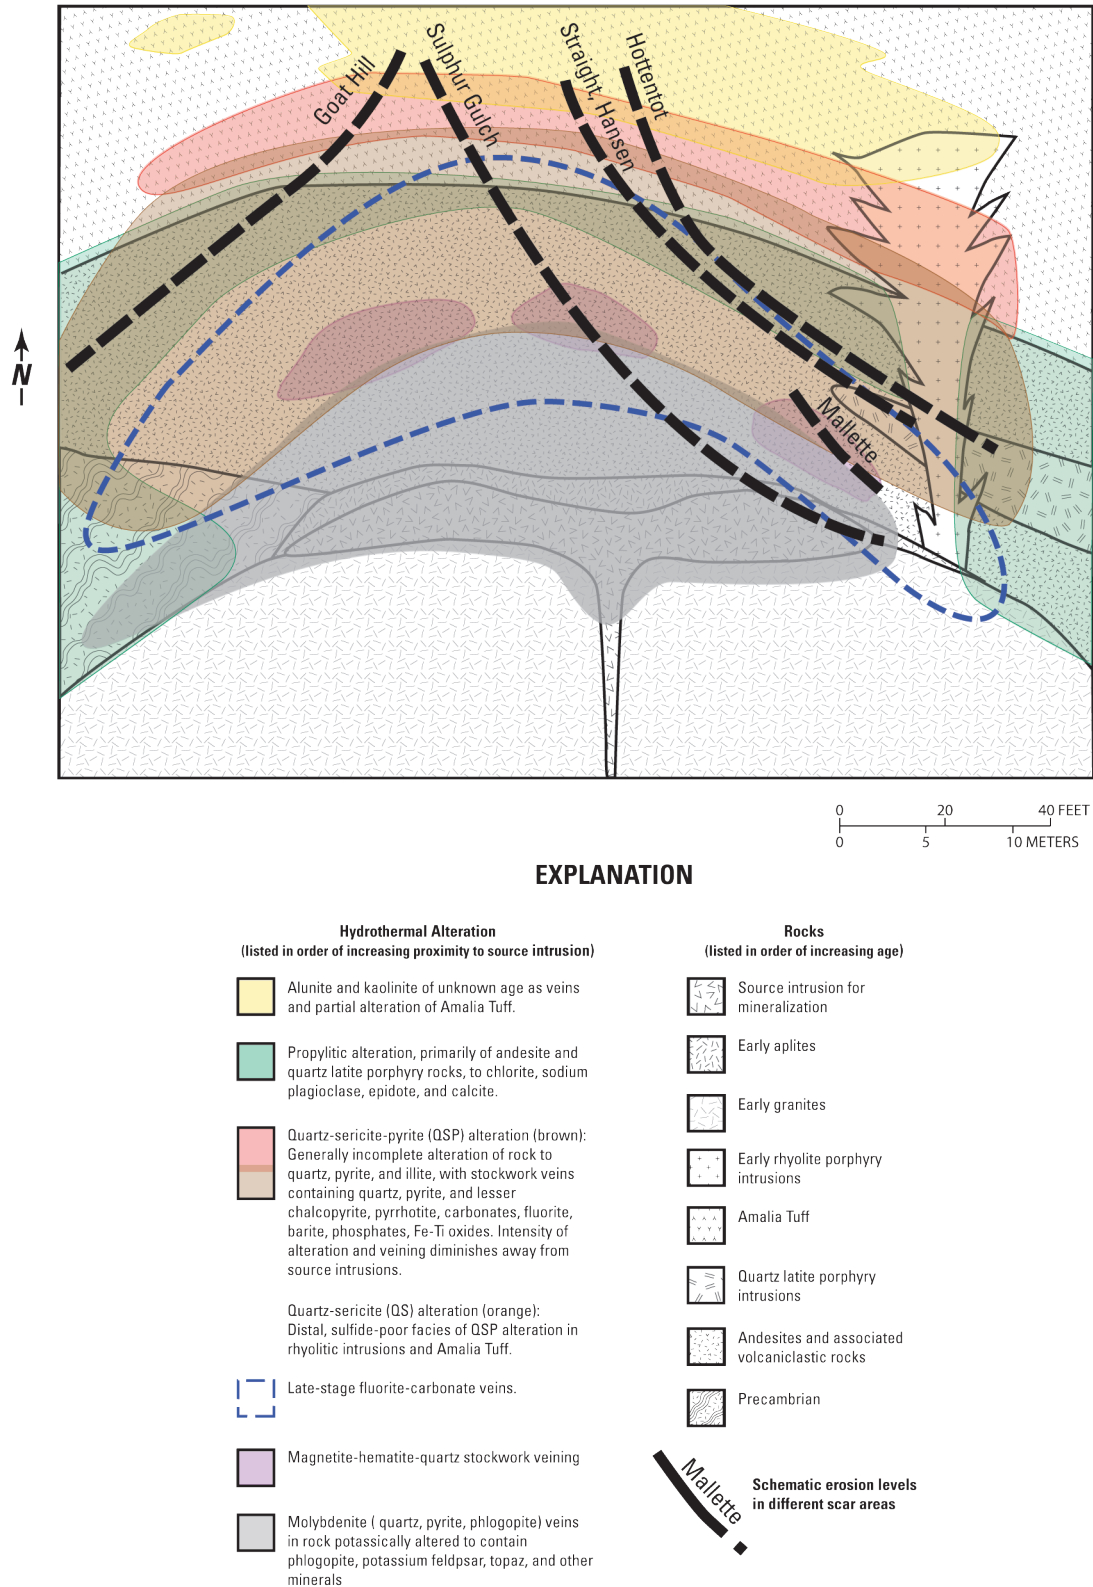 Goat Hill
Sulphur Gulch
Straight, Hansen
Hottentot
Mallette
N
0 20 40 FEET
0 5 10 METERS
EXPLANATION
Hydrothermal Alteration
(listed in order of increasing proximity to source intrusion)
Alunite and kaolinite of unknown age as veins
and partial alteration of Amalia Tuff.
Propylitic alteration, primarily of andesite and
quartz latite porphyry rocks, to chlorite, sodium
plagioclase, epidote, and calcite.
Quartz-sericite-pyrite (QSP) alteration (brown):
Generally incomplete alteration of rock to
quartz, pyrite, and illite, with stockwork veins
containing quartz, pyrite, and lesser
chalcopyrite, pyrrhotite, carbonates, fluorite,
barite, phosphates, Fe-Ti oxides. Intensity of
alteration and veining diminishes away from
source intrusions.
Quartz-sericite (QS) alteration (orange):
Distal, sulfide-poor facies of QSP alteration in
rhyolitic intrusions and Amalia Tuff.
Late-stage fluorite-carbonate veins.
Magnetite-hematite-quartz stockwork veining
Molybdenite ( quartz, pyrite, phlogopite) veins
in rock potassically altered to contain
phlogopite, potassium feldpsar, topaz, and other
minerals
Rocks
(listed in order of increasing age)
Source intrusion for
mineralization
Early aplites
Early granites
Early rhyolite porphyry
intrusions
Amalia Tuff
Quartz latite porphyry
intrusions
Andesites and associated
volcaniclastic rocks
Precambrian
Mallette
Schematic erosion levels
in different scar areas